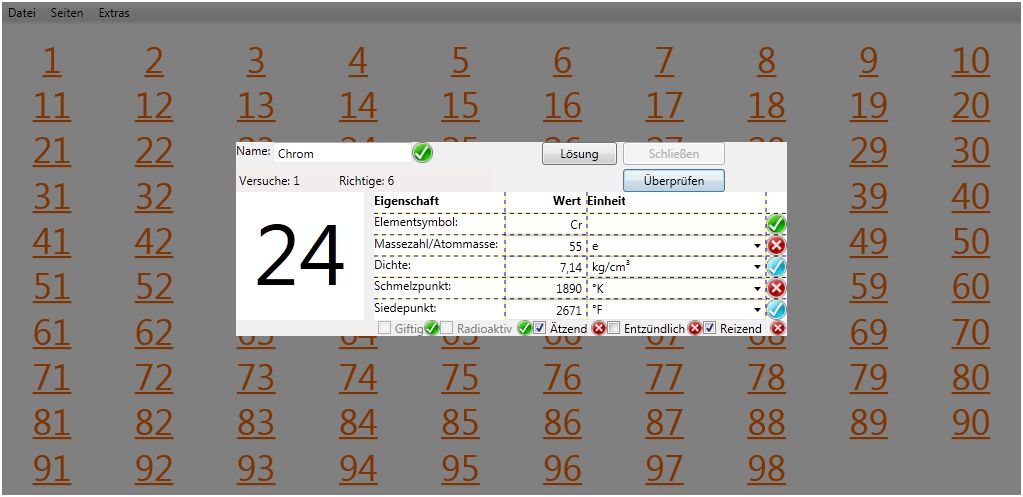 Datei Seiten Extras
1 2 3 4 5 6 7 8 9 10
11 12 13 14 15 16 17 18 19 20
21 22 29 30
Name: Chrom Lösung Schließen
Versuche: 1 Richtige: 6 Überprüfen
31 32 39 40
24
Eigenschaft Wert Einheit
Elementsymbol: Cr
Massezahl/Atommasse: 55 e
Dichte: 7,14 kg/cm³
Schmelzpunkt: 1890 °K
Siedepunkt: 2671 °F
Giftig Radioaktiv Ätzend Entzündlich Reizend
41 42 49 50
51 52 59 60
61 62 69 70
71 72 73 74 75 76 77 78 79 80
81 82 83 84 85 86 87 88 89 90
91 92 93 94 95 96 97 98